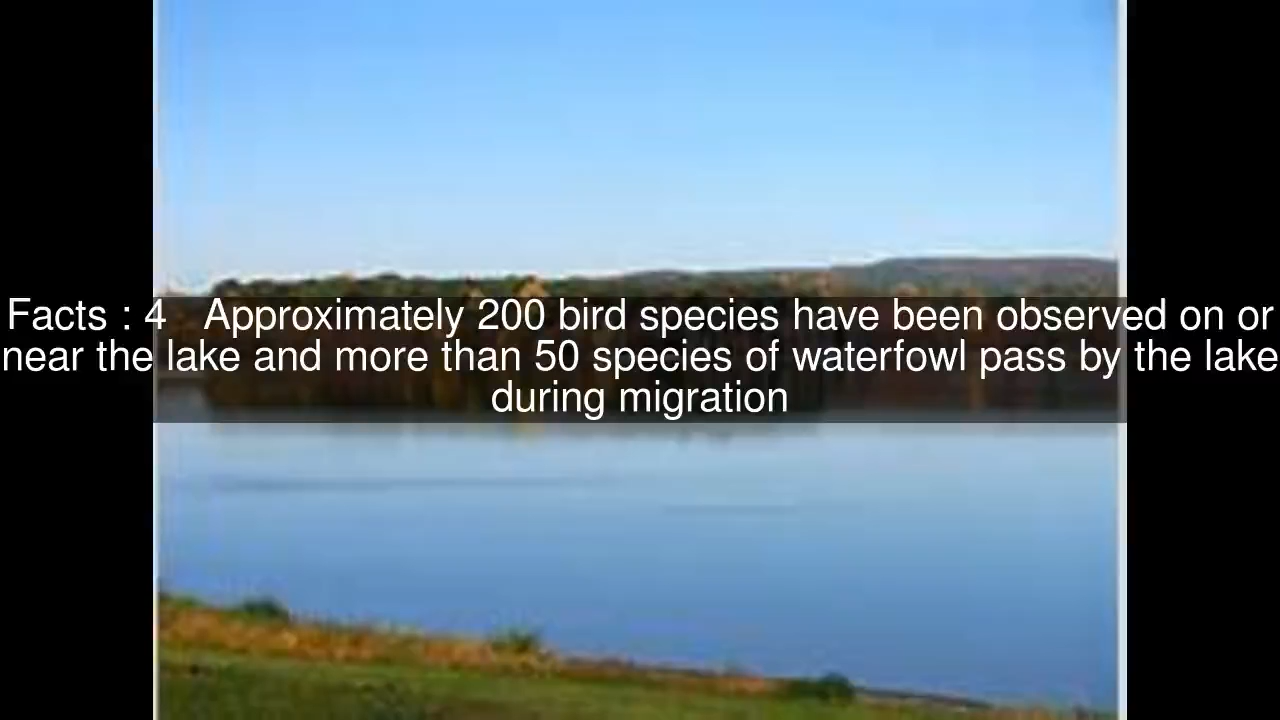 Facts : 4 Approximately 200 bird species have been observed on or
near the lake and more than 50 species of waterfowl pass by the lake
during migration